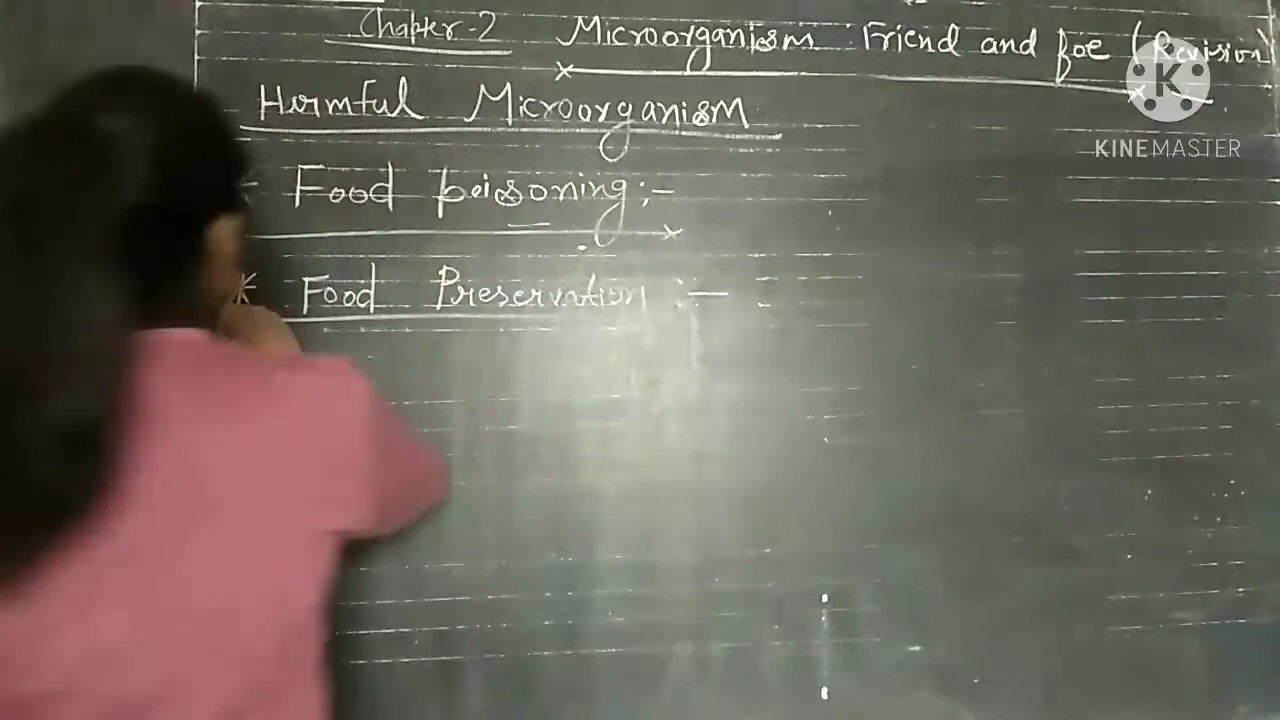 Chapter-2 Microorganism Friend and foe (Revision)
K
KINEMASTER
Harmful Microorganism
Food poisoning :-
* Food Preservation :-